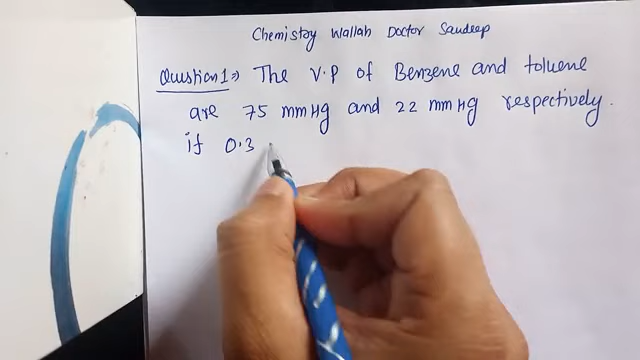 Chemistry Wallah Doctor Sandeep
Question 1 ⇒ The V.P of Benzene and toluene
are 75 mmHg and 22 mmHg respectively.
if 0.3